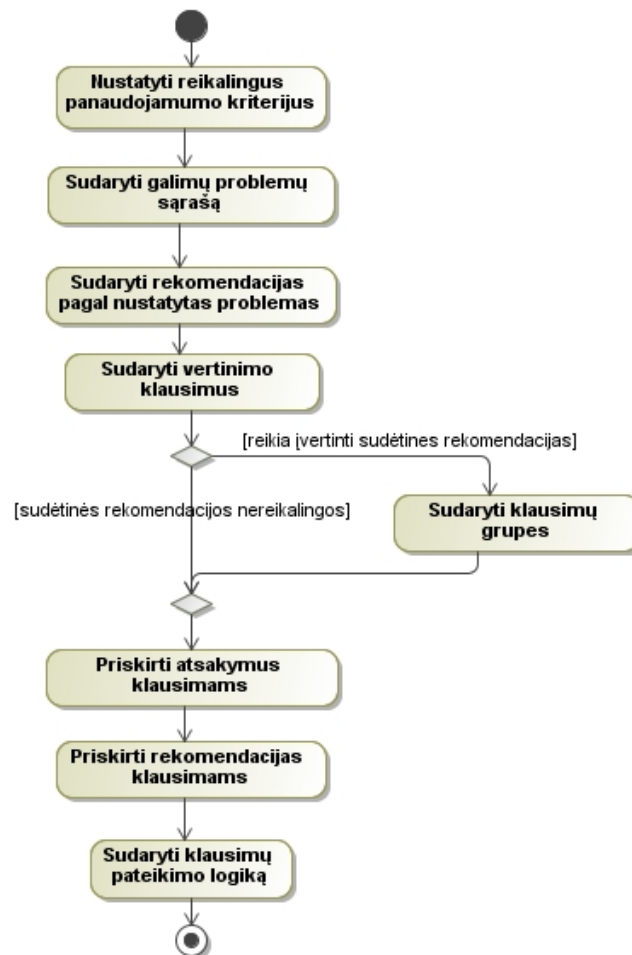 Nustatyti reikalingus
panaudojamumo kriterijus
Sudaryti galimų problemų
sąrašą
Sudaryti rekomendacijas
pagal nustatytas problemas
Sudaryti vertinimo
klausimus
[reikia įvertinti sudėtines rekomendacijas]
[sudėtinės rekomendacijos nereikalingos]
Sudaryti klausimų
grupes
Priskirti atsakymus
klausimams
Priskirti rekomendacijas
klausimams
Sudaryti klausimų
pateikimo logiką